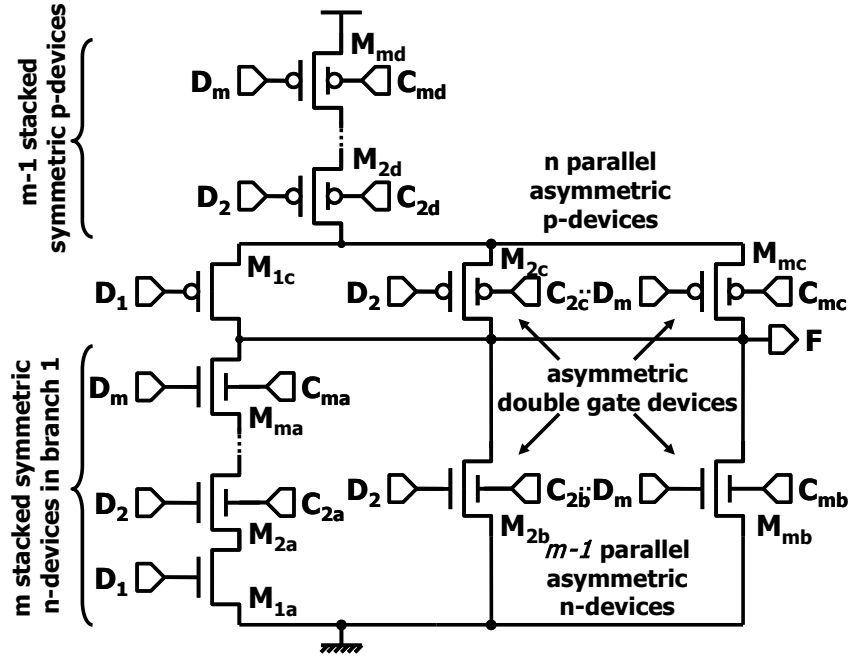 m-1 stacked
symmetric p-devices
M_md
D_m
C_md
M_2d
D_2
C_2d
n parallel
asymmetric
p-devices
M_1c
D_1
M_2c
D_2
C_2c..D_m
M_mc
C_mc
F
m stacked symmetric
n-devices in branch 1
D_m
C_ma
M_ma
asymmetric
double gate devices
D_2
C_2a
M_2a
D_2
C_2b..D_m
C_mb
M_2b
M_mb
D_1
M_1a
m-1 parallel
asymmetric
n-devices